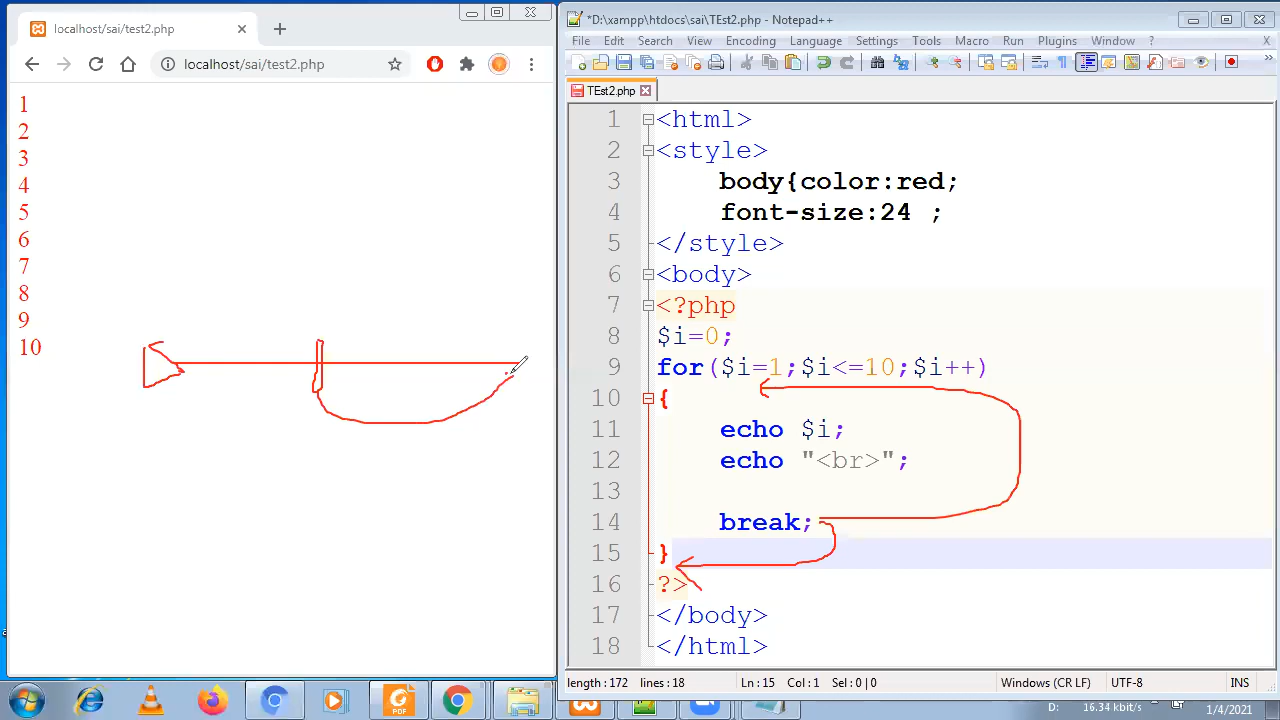 localhost/sai/test2.php
localhost/sai/test2.php
1
2
3
4
5
6
7
8
9
10
*D:\xampp\htdocs\sai\TEst2.php - Notepad++
File Edit Search View Encoding Language Settings Tools Macro Run Plugins Window ? X
TEst2.php
1 <html>
2 <style>
3 body{color:red;
4 font-size:24 ;
5 </style>
6 <body>
7 <?php
8 $i=0;
9 for($i=1;$i<=10;$i++)
10 {
11 echo $i;
12 echo "<br>";
13
14 break;
15 }
16 ?>
17 </body>
18 </html>
length:172 lines:18 Ln:15 Col:1 Sel:0|0 Windows (CR LF) UTF-8 INS
PDF
D: 16.34 kbit/s
1/4/2021